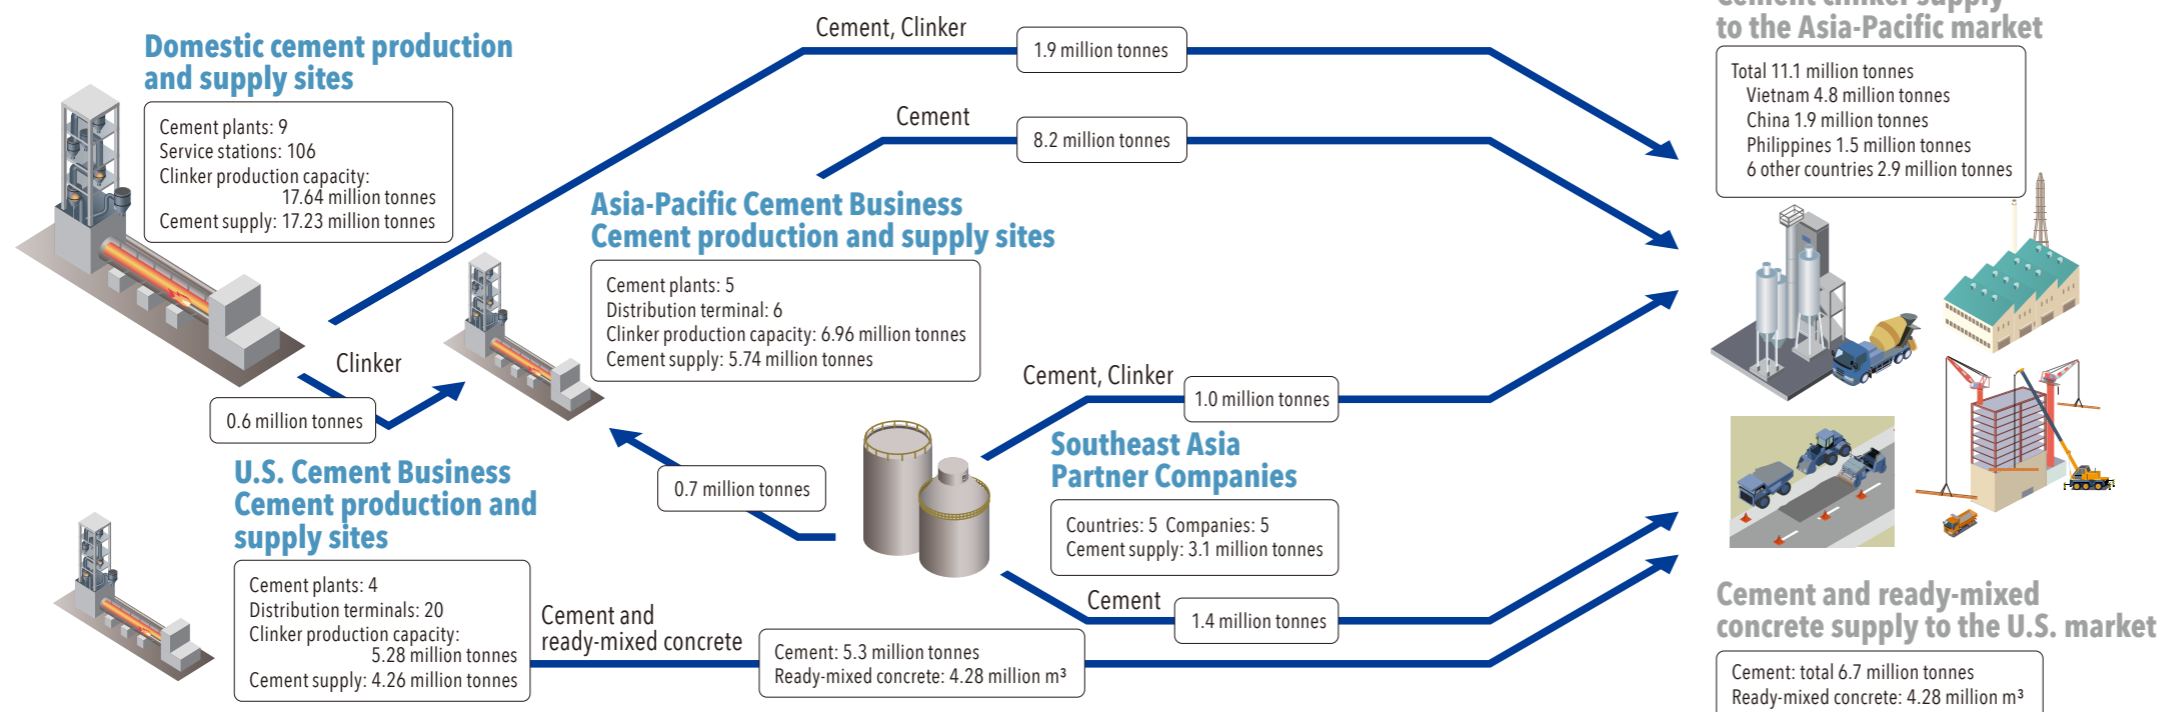 Domestic cement production
and supply sites
Cement plants: 9
Service stations: 106
Clinker production capacity:
17.64 million tonnes
Cement supply: 17.23 million tonnes
Cement, Clinker
1.9 million tonnes
Cement
8.2 million tonnes
Clinker
0.6 million tonnes
Asia-Pacific Cement Business
Cement production and supply sites
Cement plants: 5
Distribution terminal: 6
Clinker production capacity: 6.96 million tonnes
Cement supply: 5.74 million tonnes
0.7 million tonnes
Cement, Clinker
1.0 million tonnes
Southeast Asia
Partner Companies
Countries: 5 Companies: 5
Cement supply: 3.1 million tonnes
Cement
1.4 million tonnes
U.S. Cement Business
Cement production and
supply sites
Cement plants: 4
Distribution terminals: 20
Clinker production capacity:
5.28 million tonnes
Cement supply: 4.26 million tonnes
Cement and
ready-mixed concrete
Cement: 5.3 million tonnes
Ready-mixed concrete: 4.28 million m³
Cement clinker supply
to the Asia-Pacific market
Total 11.1 million tonnes
Vietnam 4.8 million tonnes
China 1.9 million tonnes
Philippines 1.5 million tonnes
6 other countries 2.9 million tonnes
Cement and ready-mixed
concrete supply to the U.S. market
Cement: total 6.7 million tonnes
Ready-mixed concrete: 4.28 million m³